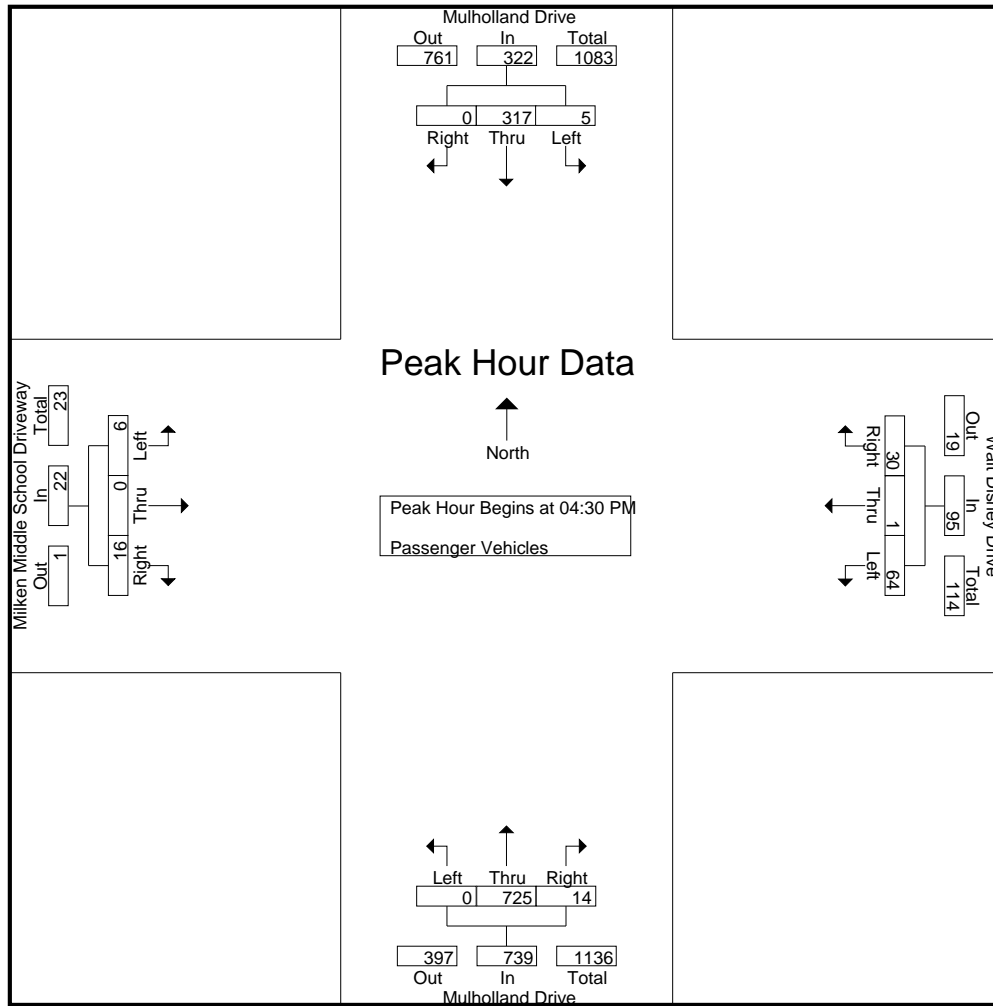 Mulholland Drive
Out In Total
761 322 1083
0 317 5
Right Thru Left
Peak Hour Data
North
Peak Hour Begins at 04:30 PM
Passenger Vehicles
Milken Middle School Driveway
Out In Total
1 22 23
16 0 6
Right Thru Left
Walt Disney Drive
Out In Total
19 95 114
30 1 64
Right Thru Left
Left Thru Right
0 725 14
397 739 1136
Out In Total
Mulholland Drive